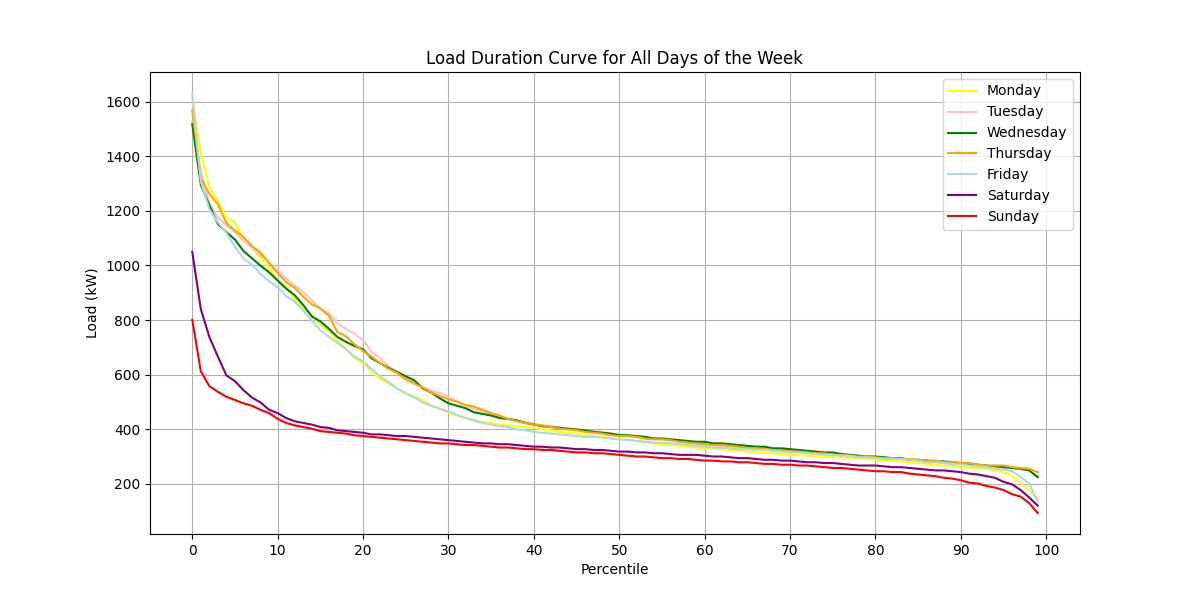 Load Duration Curve for All Days of the Week
Load (kW)
1600
1400
1200
1000
800
600
400
200
0 10 20 30 40 50 60 70 80 90 100
Percentile
Monday
Tuesday
Wednesday
Thursday
Friday
Saturday
Sunday